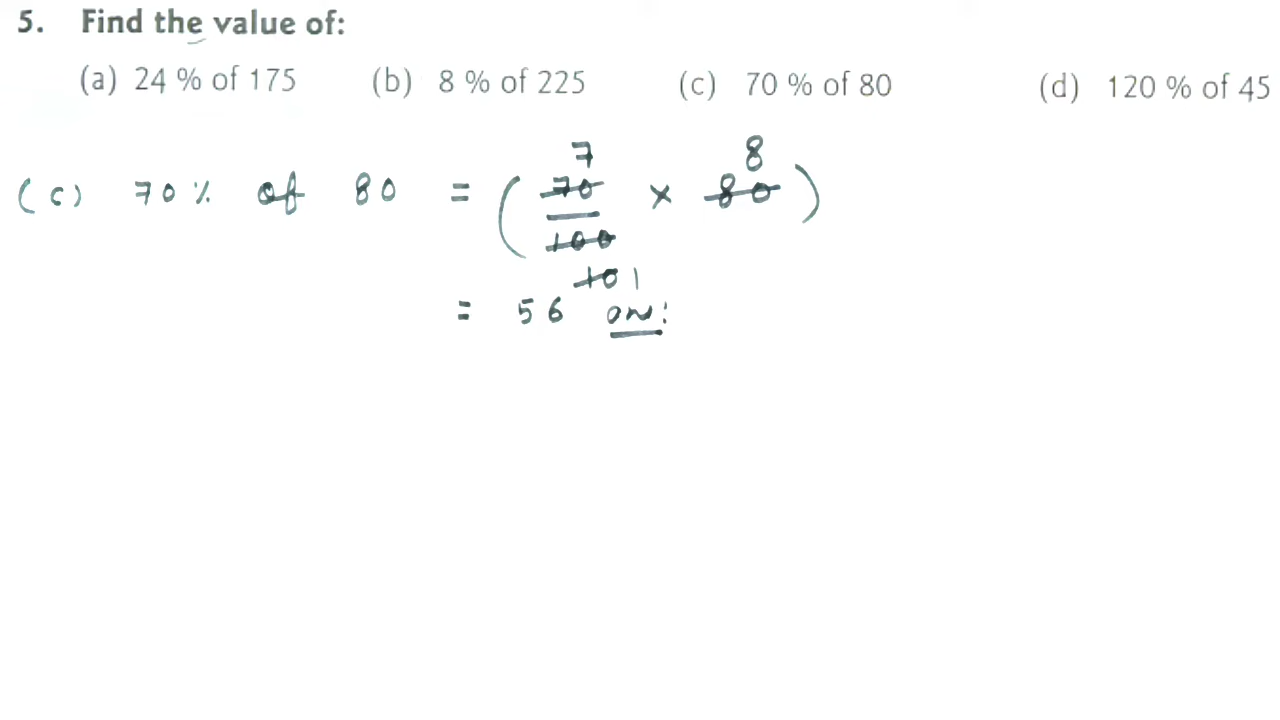 5. Find the value of:
(a) 24 % of 175 (b) 8 % of 225 (c) 70 % of 80 (d) 120 % of 45
7 8
(c) 70% of 80 = ( 70 × 80 )
100
10 1
= 56 ans: